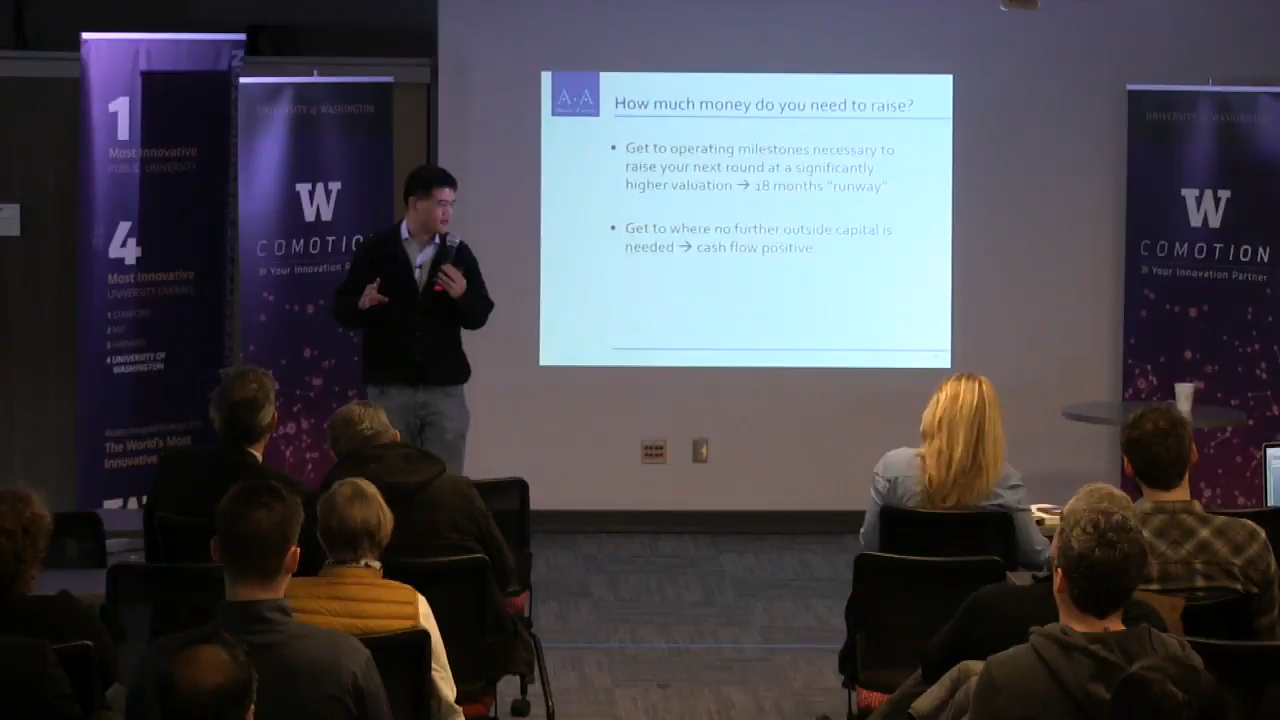 1
Most Innovative
PUBLIC UNIVERSITY
4
Most Innovative
UNIVERSITY OVERALL
1 STANFORD
2 MIT
3 HARVARD
4 UNIVERSITY OF
WASHINGTON
The World's Most
Innovative
UNIVERSITY of WASHINGTON
W
COMOTION
» Your Innovation P
A·A
How much money do you need to raise?
• Get to operating milestones necessary to
raise your next round at a significantly
higher valuation → 18 months “runway”
• Get to where no further outside capital is
needed → cash flow positive
UNIVERSITY of WASHINGTON
W
COMOTION
» Your Innovation Partner